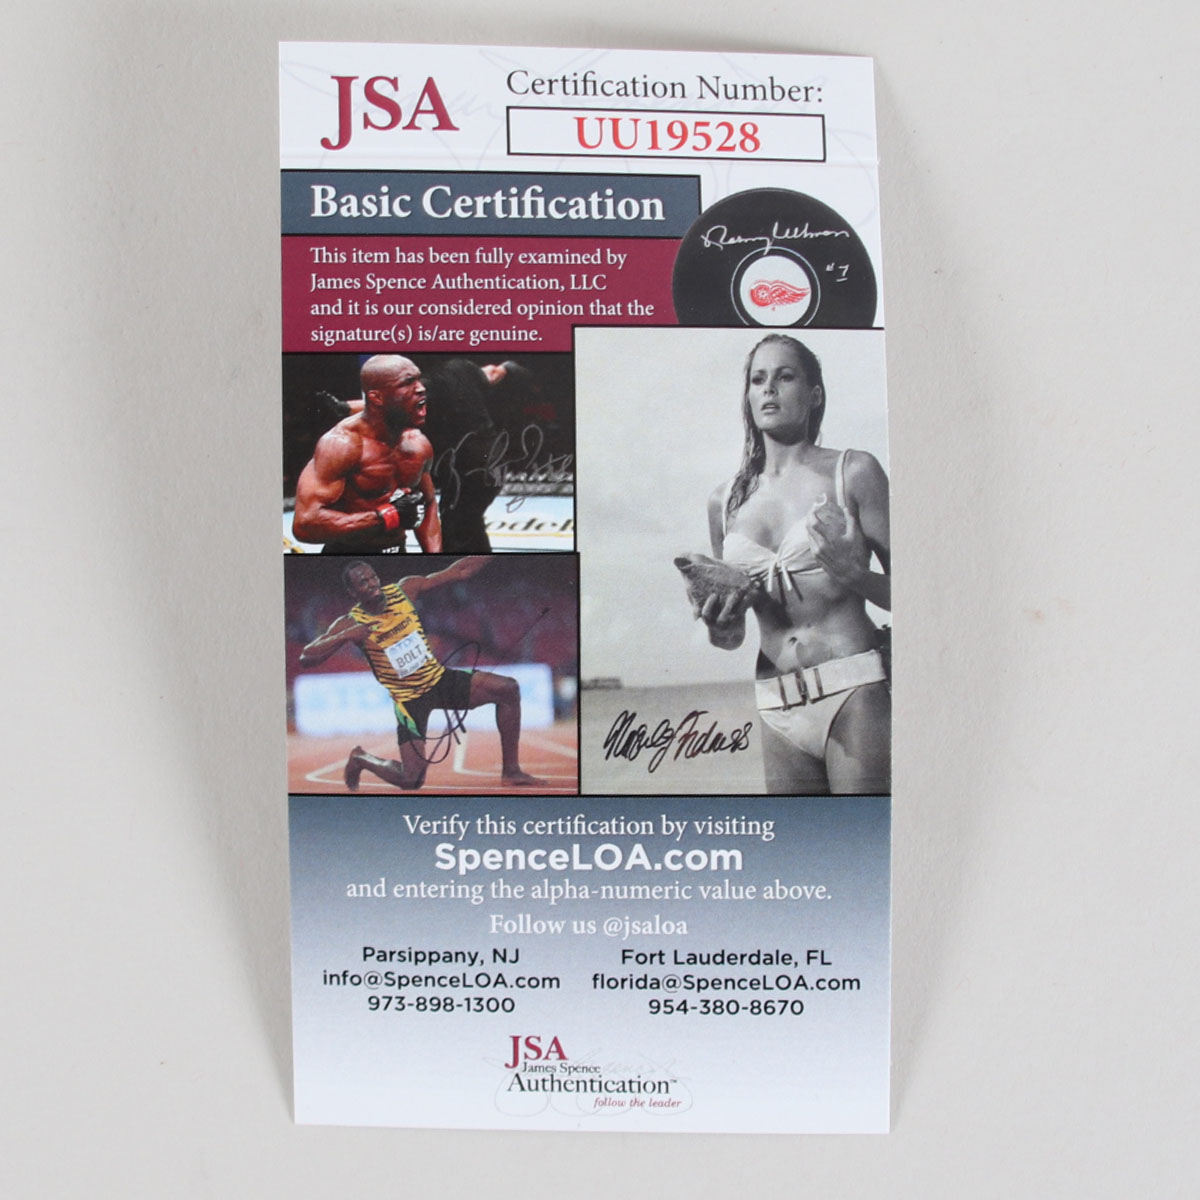 JSA
Certification Number:
UU19528
Basic Certification
This item has been fully examined by
James Spence Authentication, LLC
and it is our considered opinion that the
signature(s) is/are genuine.
#7
BOLT
Verify this certification by visiting
SpenceLOA.com
and entering the alpha-numeric value above.
Follow us @jsaloa
Parsippany, NJ
info@SpenceLOA.com
973-898-1300
Fort Lauderdale, FL
florida@SpenceLOA.com
954-380-8670
JSA
James Spence
Authentication™
follow the leader